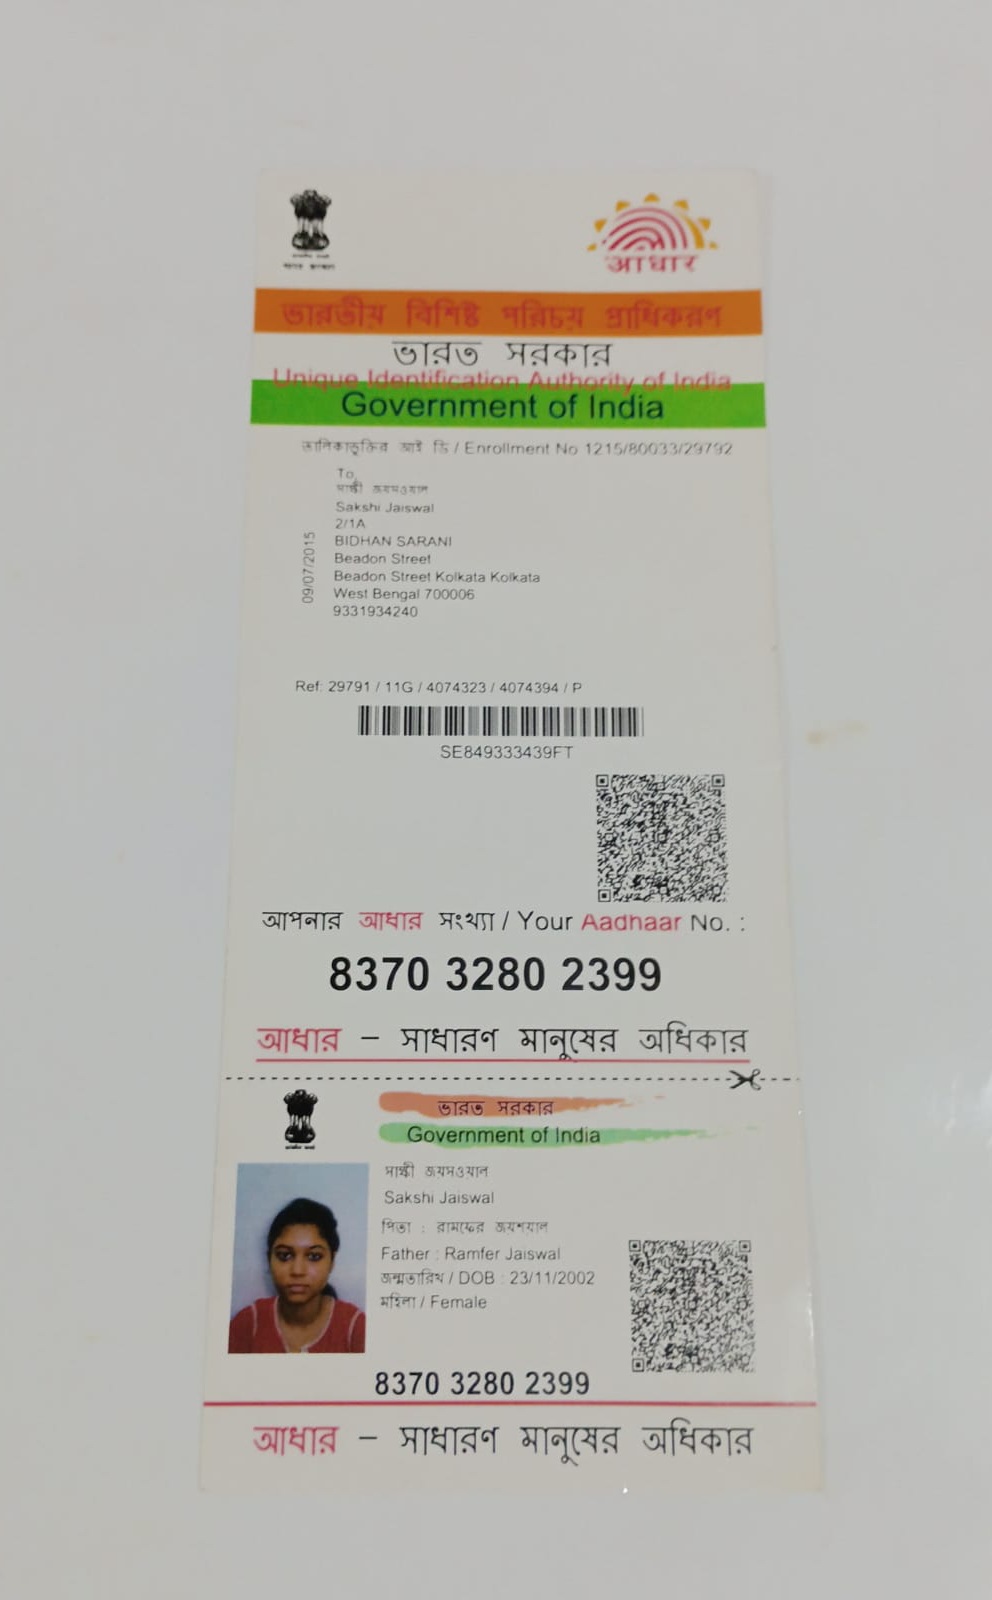 आधार
ভারতীয় বিশিষ্ট পরিচয় প্রাধিকরণ
ভারত সরকার
Unique Identification Authority of India
Government of India
তালিকাভুক্তির আই ডি / Enrollment No 1215/80033/29792
To,
সাক্ষী জয়সওয়াল
Sakshi Jaiswal
2/1A
BIDHAN SARANI
Beadon Street
Beadon Street Kolkata Kolkata
West Bengal 700006
9331934240
09/07/2015
Ref: 29791 / 11G / 4074323 / 4074394 / P
SE849333439FT
আপনার আধার সংখ্যা / Your Aadhaar No. :
8370 3280 2399
আধার – সাধারণ মানুষের অধিকার
ভারত সরকার
Government of India
সাক্ষী জয়সওয়াল
Sakshi Jaiswal
পিতা : রামফের জয়শয়াল
Father : Ramfer Jaiswal
জন্মতারিখ / DOB : 23/11/2002
মহিলা / Female
8370 3280 2399
আধার – সাধারণ মানুষের অধিকার